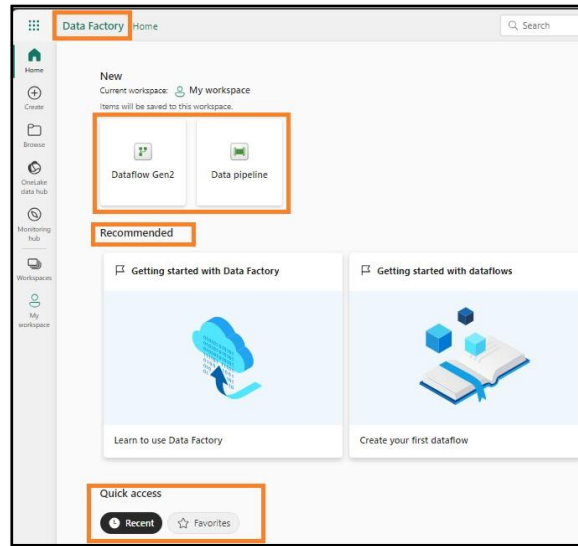 Data Factory Home
Search
Home
Create
Browse
OneLake
data hub
Monitoring
hub
Workspaces
My
workspace
New
Current workspace: My workspace
Items will be saved to this workspace.
Dataflow Gen2
Data pipeline
Recommended
Getting started with Data Factory
Learn to use Data Factory
Getting started with dataflows
Create your first dataflow
Quick access
Recent
Favorites